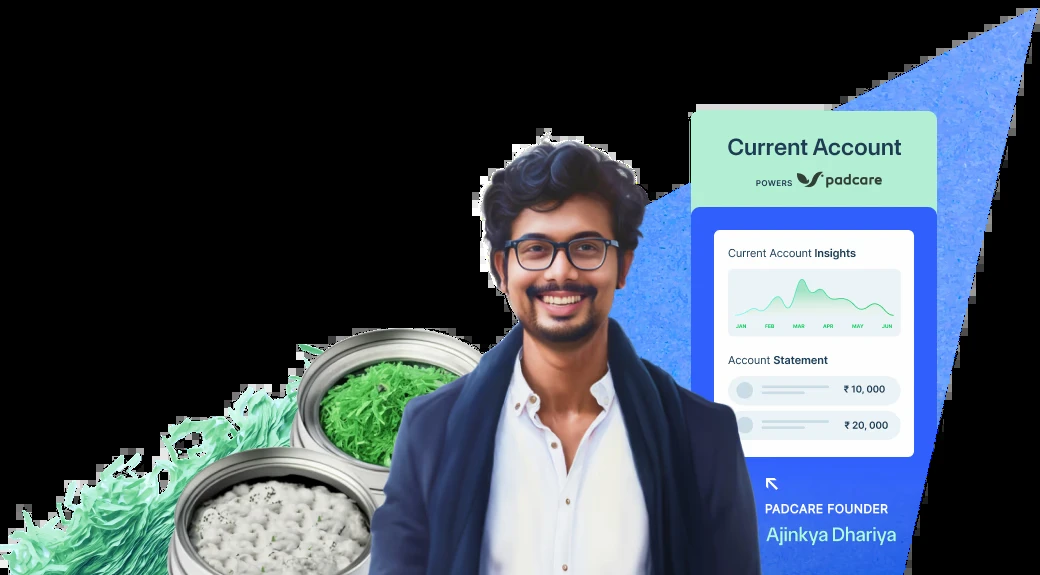 Current Account
POWERS padcare
Current Account Insights
JAN FEB MAR APR MAY JUN
Account Statement
₹ 10, 000
₹ 20, 000
PADCARE FOUNDER
Ajinkya Dhariya